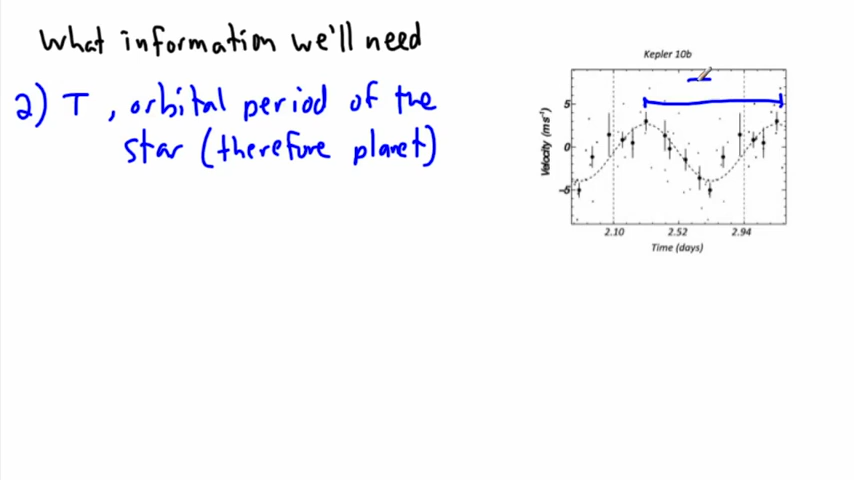 What information we'll need
2) T, orbital period of the
star (therefore planet)
Kepler 10b
5
0
-5
Velocity (m s⁻¹)
2.10 2.52 2.94
Time (days)